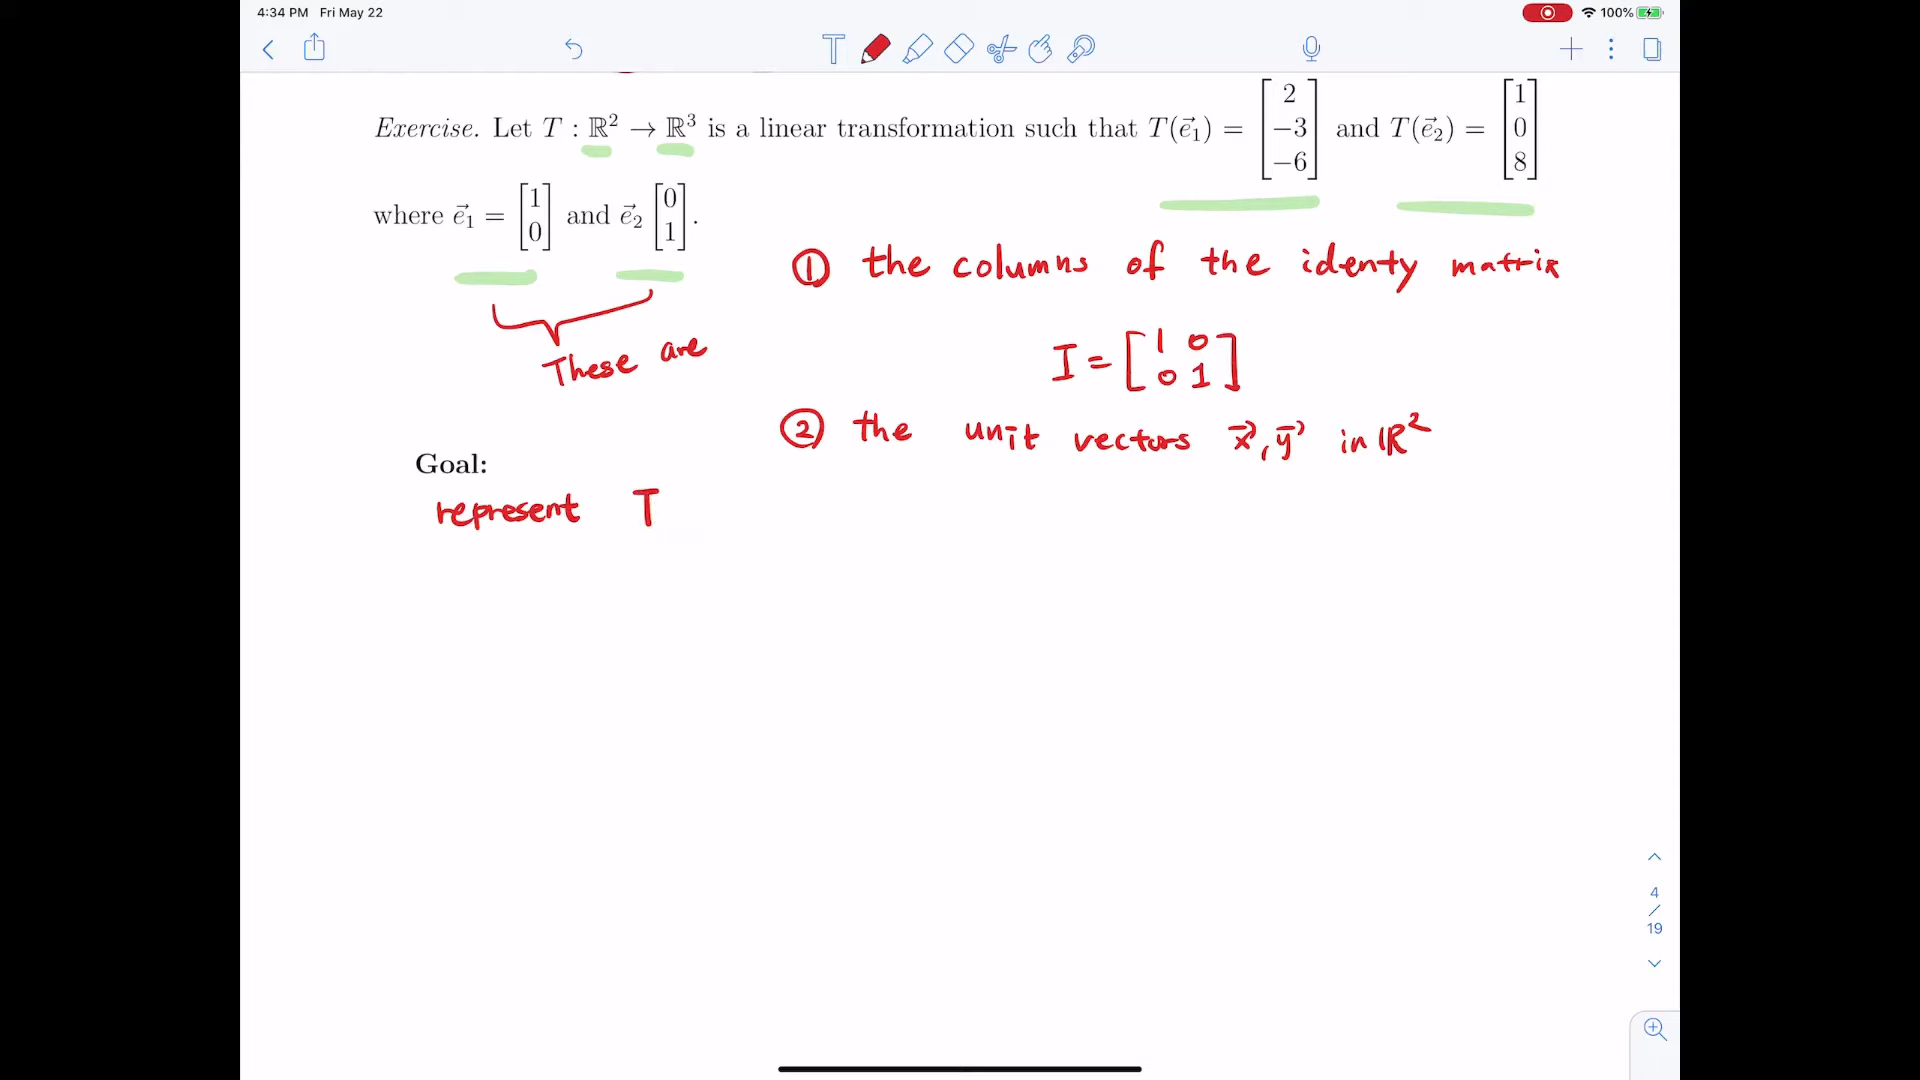 4:34 PM Fri May 22
100%
Exercise. Let T : ℝ² → ℝ³ is a linear transformation such that T(e⃗₁) = [2 −3 −6] and T(e⃗₂) = [1 0 8]
where e⃗₁ = [1 0] and e⃗₂ [0 1].
① the columns of the identy matrix
These are
I = [1 0 0 1]
② the unit vectors x⃗, y⃗ in ℝ²
Goal:
represent T
4
/
19